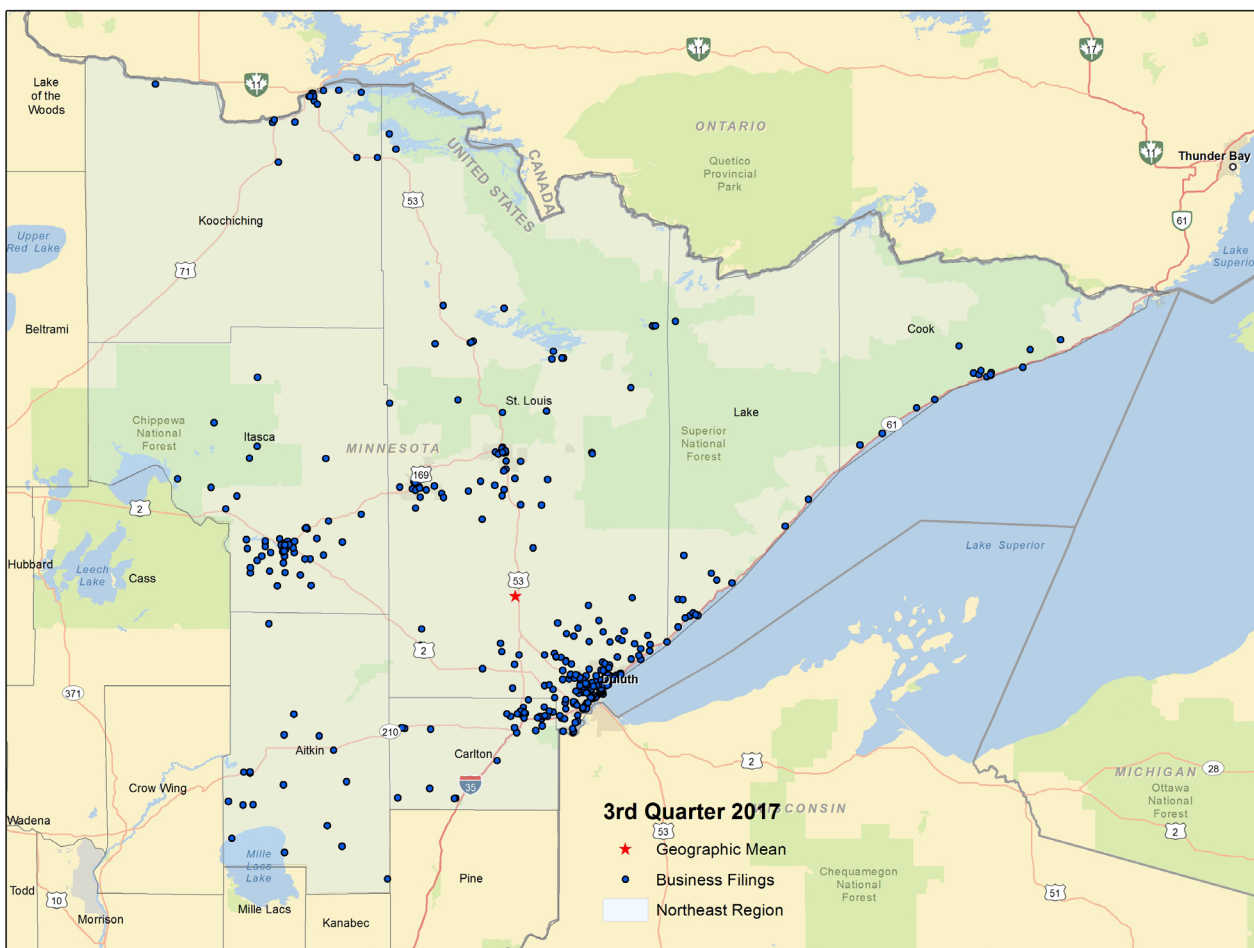 11
17
Lake
of the
Woods
11
ONTARIO
11
Thunder Bay
Quetico
Provincial
Park
CANADA
UNITED STATES
53
61
Koochiching
Upper
Red Lake
Lake
Superior
71
Beltrami
Cook
St. Louis
Lake
61
Chippewa
National
Forest
Itasca
MINNESOTA
Superior
National
Forest
169
2
Lake Superior
Hubbard
Leech
Lake
Cass
53
2
Duluth
371
210
Aitkin
Carlton
2
28
MICHIGAN
Ottawa
National
Forest
35
Crow Wing
3rd Quarter 2017
WISCONSIN
Wadena
53
2
Geographic Mean
Mille
Lacs
Lake
Business Filings
Pine
Chequamegon
National
Forest
Todd
10
51
Mille Lacs
Northeast Region
Morrison
Kanabec